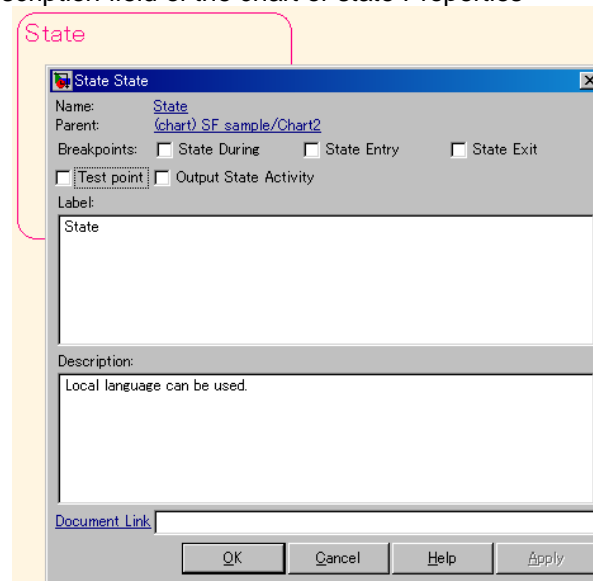 scription field of the chart or state Properties
State
State State
Name: State
Parent: (chart) SF sample/Chart2
Breakpoints: State During State Entry State Exit
Test point Output State Activity
Label:
State
Description:
Local language can be used.
Document Link
OK Cancel Help Apply